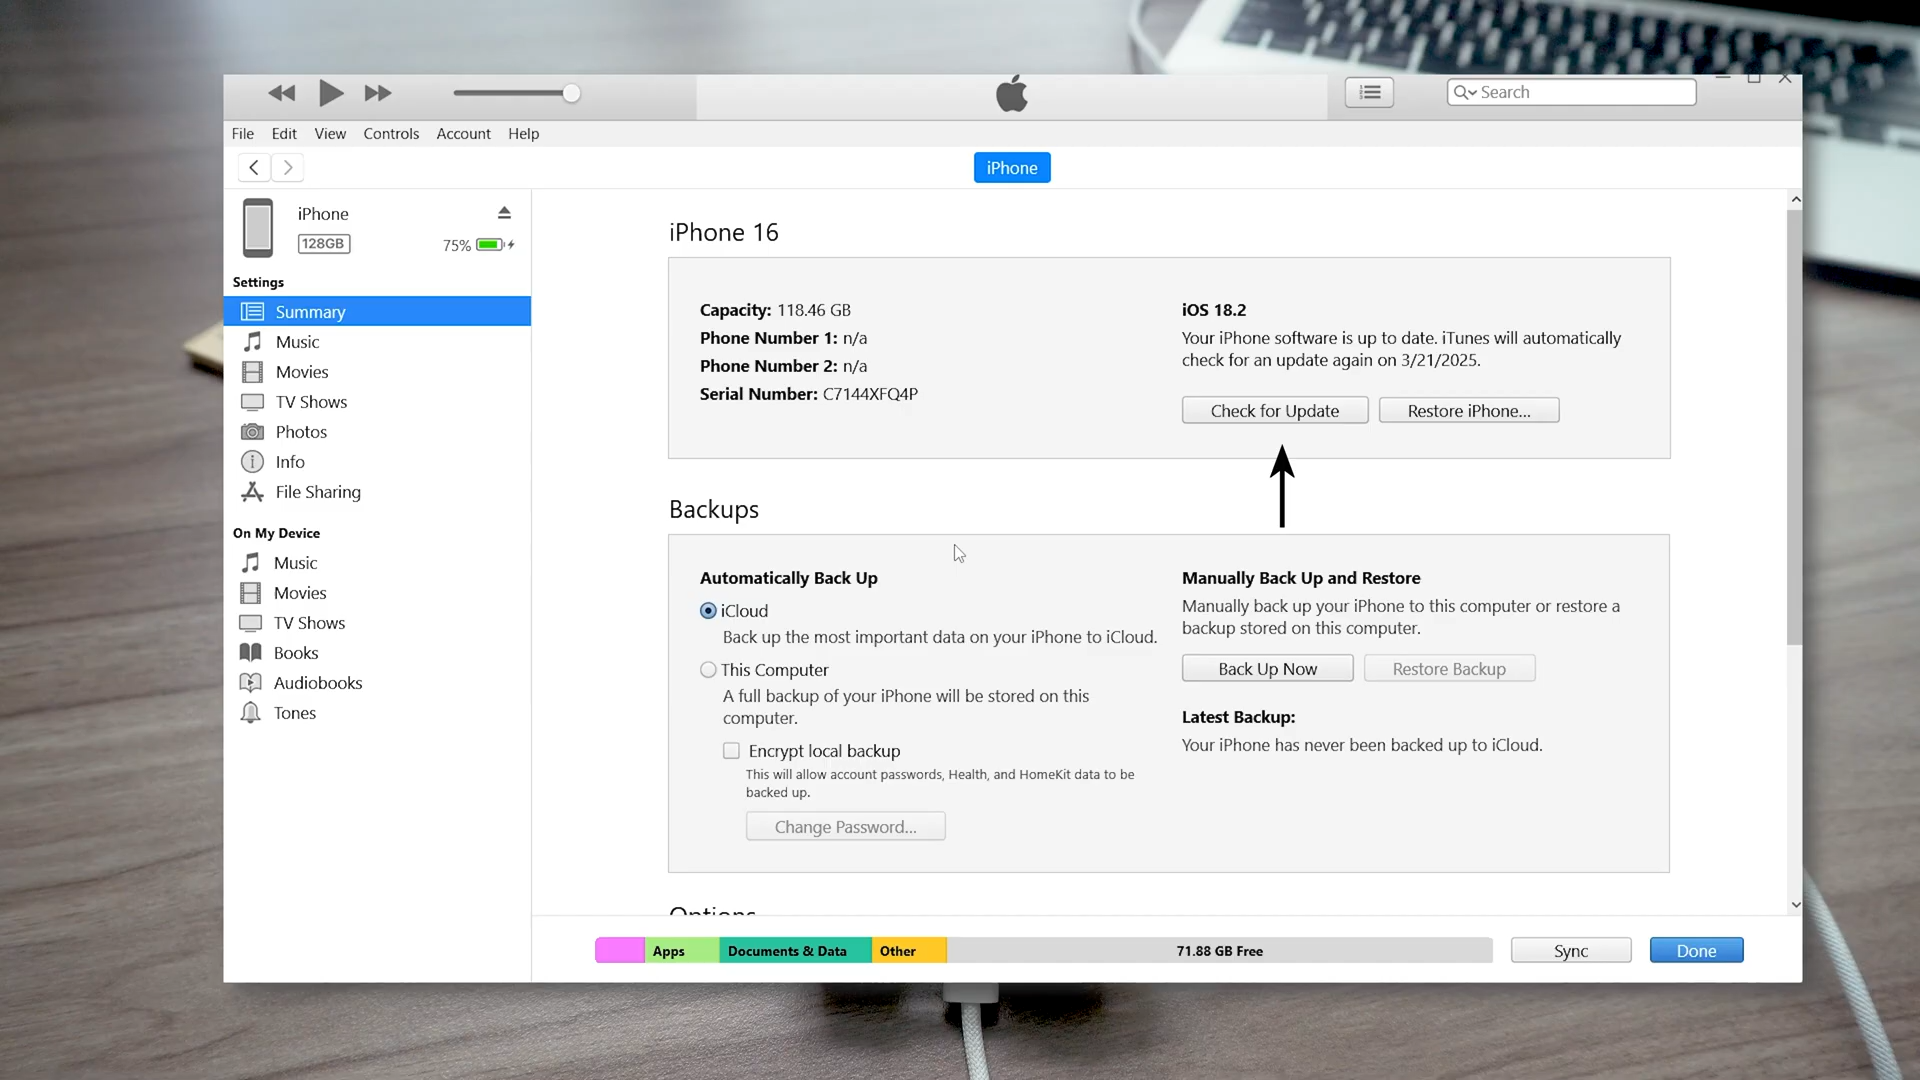 Search
File Edit View Controls Account Help
iPhone
iPhone
128GB
75%
Settings
Summary
Music
Movies
TV Shows
Photos
Info
File Sharing
On My Device
Music
Movies
TV Shows
Books
Audiobooks
Tones
iPhone 16
Capacity: 118.46 GB
Phone Number 1: n/a
Phone Number 2: n/a
Serial Number: C7144XFQ4P
iOS 18.2
Your iPhone software is up to date. iTunes will automatically
check for an update again on 3/21/2025.
Check for Update Restore iPhone...
Backups
Automatically Back Up
iCloud
Back up the most important data on your iPhone to iCloud.
This Computer
A full backup of your iPhone will be stored on this
computer.
Encrypt local backup
This will allow account passwords, Health, and HomeKit data to be
backed up.
Change Password...
Manually Back Up and Restore
Manually back up your iPhone to this computer or restore a
backup stored on this computer.
Back Up Now Restore Backup
Latest Backup:
Your iPhone has never been backed up to iCloud.
Options
Apps Documents & Data Other 71.88 GB Free Sync Done